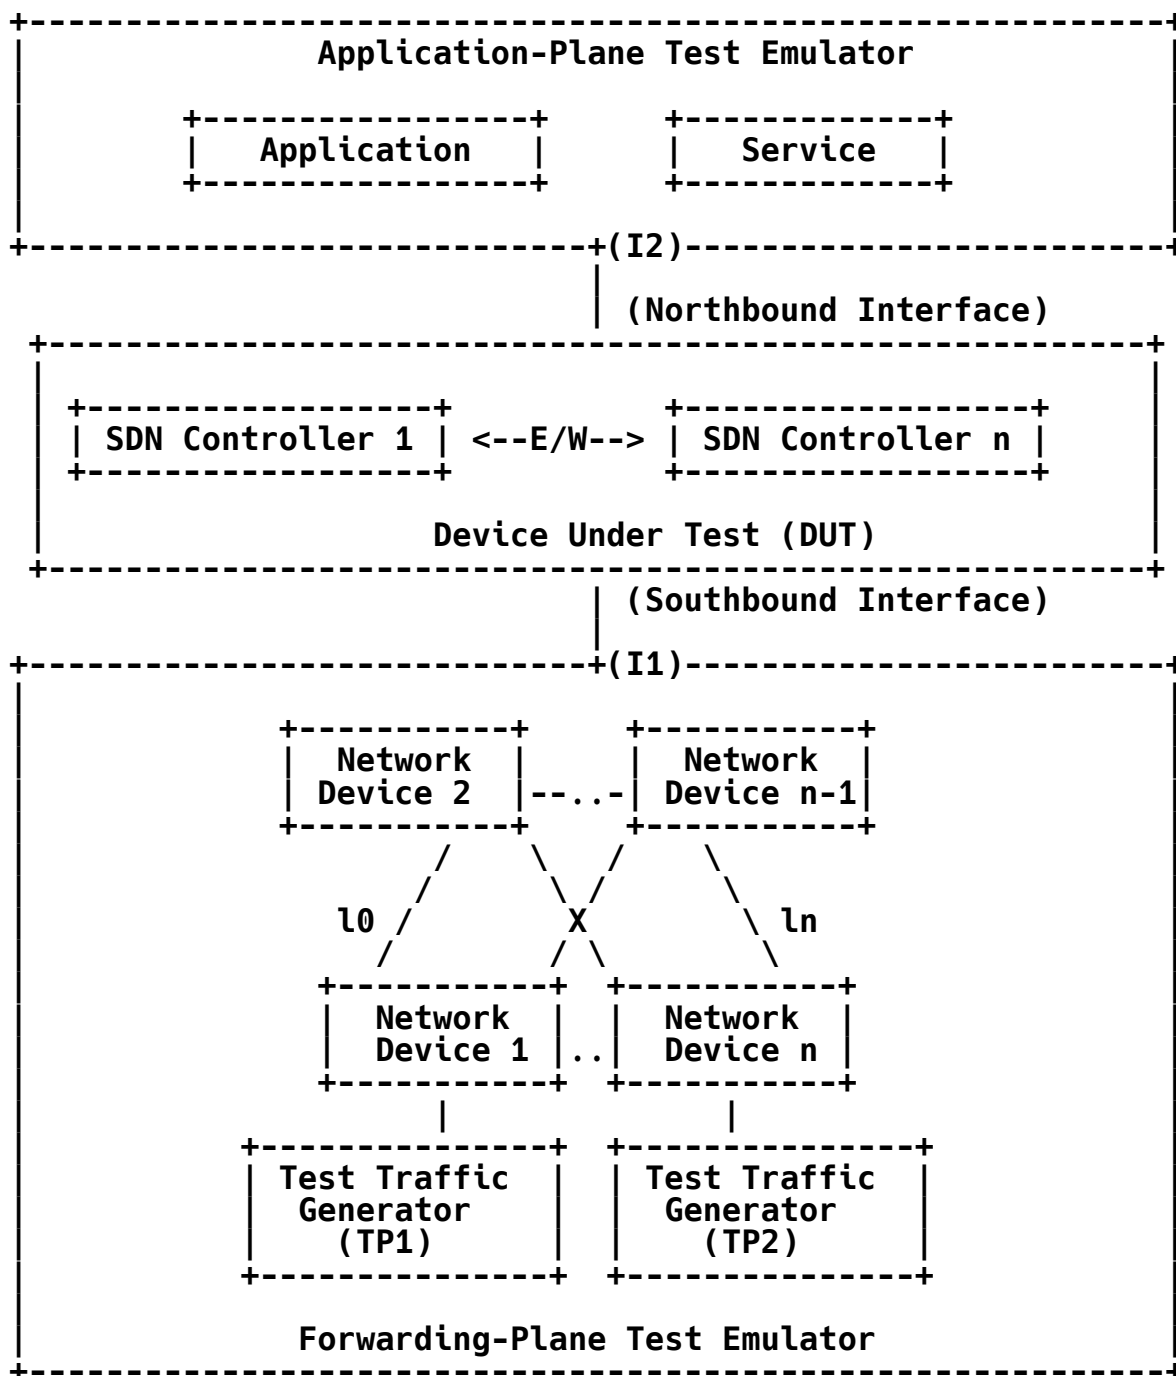 Application-Plane Test Emulator
Application Service
(I2)
(Northbound Interface)
SDN Controller 1 <--E/W--> SDN Controller n
Device Under Test (DUT)
(Southbound Interface)
(I1)
Network Network
Device 2 --..- Device n-1
l0 X ln
Network Network
Device 1 .. Device n
Test Traffic Test Traffic
Generator Generator
(TP1) (TP2)
Forwarding-Plane Test Emulator